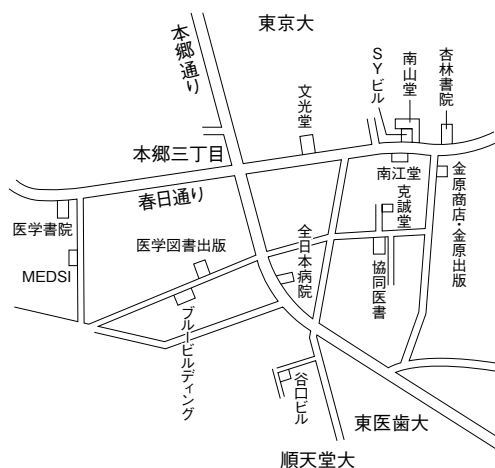 東京大
本郷通り
SYビル
南山堂
杏林書院
文光堂
本郷三丁目
南江堂
春日通り
克誠堂
金原商店・金原出版
医学書院
医学図書出版
全日本病院
MEDSI
協同医書
ブルービルディング
谷口ビル
東医歯大
順天堂大